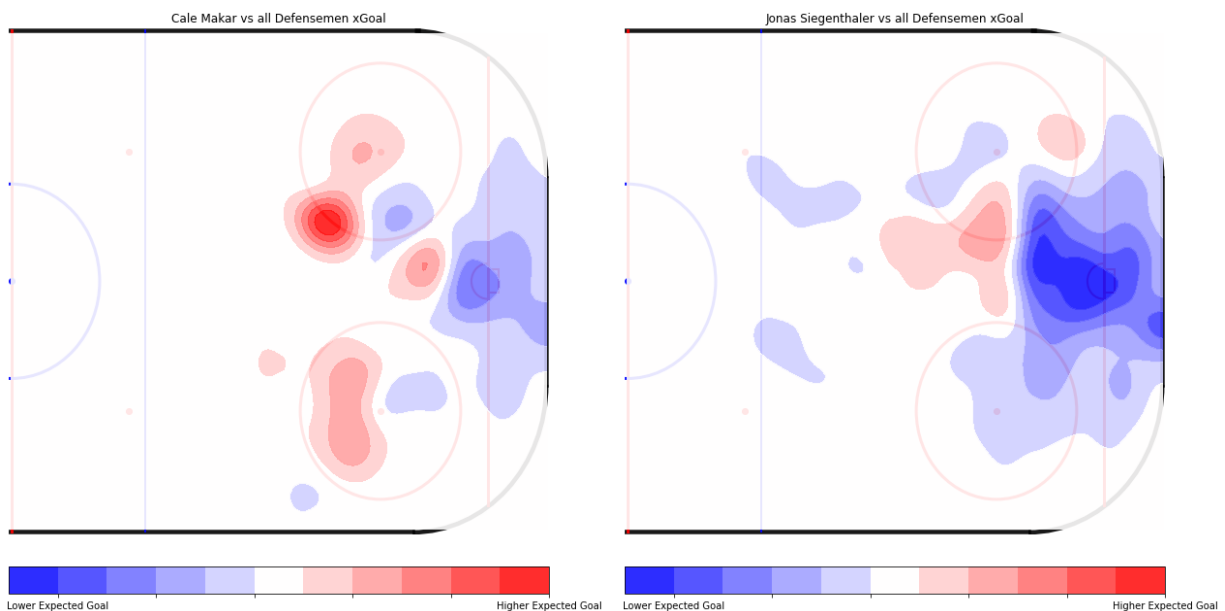 Cale Makar vs all Defensemen xGoal
Jonas Siegenthaler vs all Defensemen xGoal
Lower Expected Goal
Higher Expected Goal
Lower Expected Goal
Higher Expected Goal